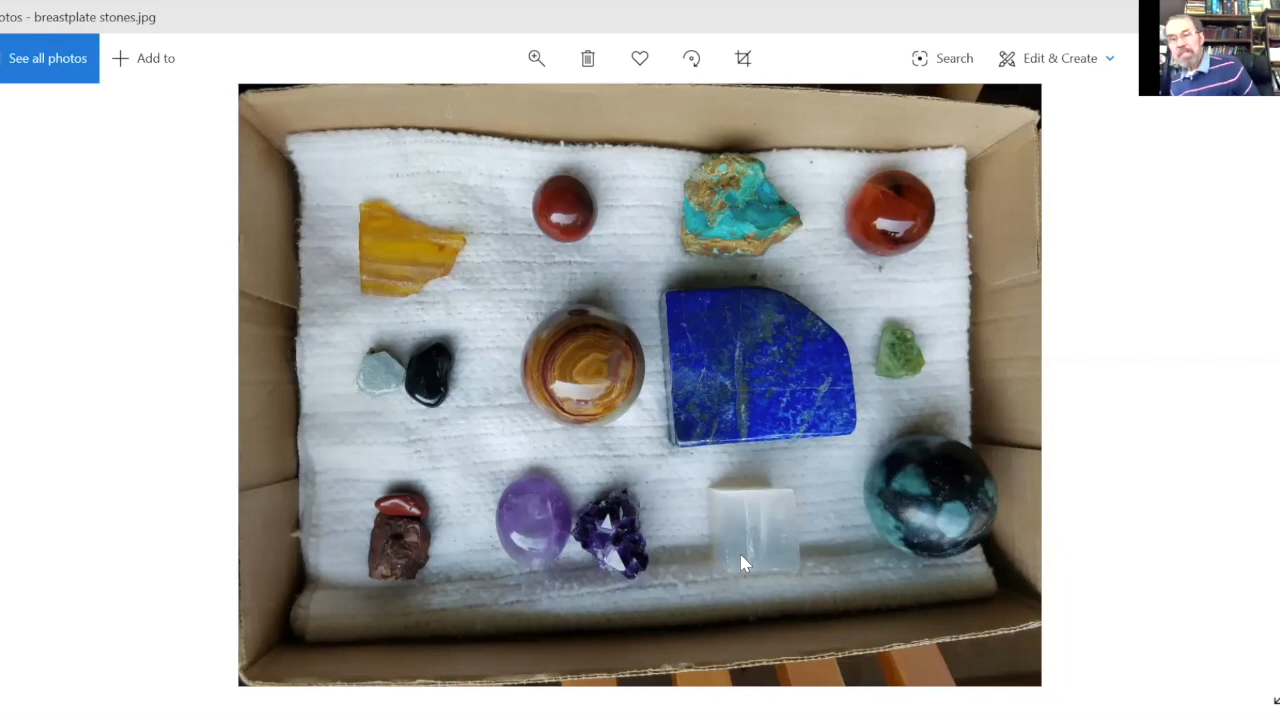 otos - breastplate stones.jpg
See all photos
Add to
Search
Edit & Create